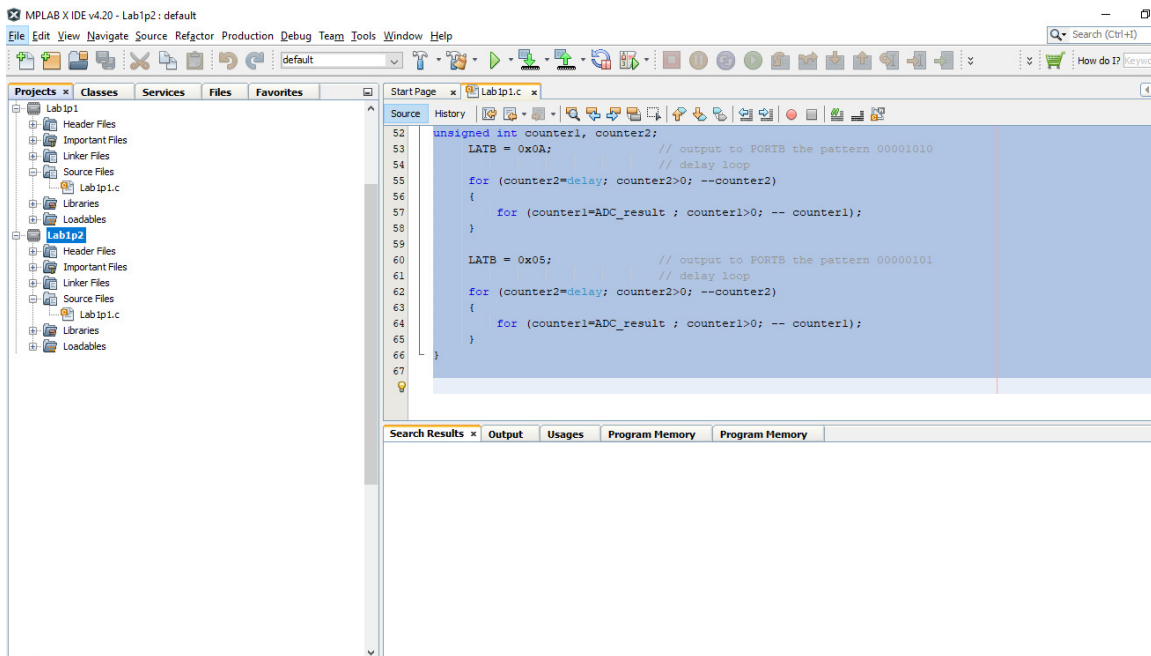 MPLAB X IDE v4.20 - Lab1p2 : default
File Edit View Navigate Source Refactor Production Debug Team Tools Window Help
Search (Ctrl+I)
default
How do I?
Projects Classes Services Files Favorites
Start Page Lab1p1.c
Source History
Lab1p1
Header Files
Important Files
Linker Files
Source Files
Lab1p1.c
Libraries
Loadables
Lab1p2
Header Files
Important Files
Linker Files
Source Files
Lab1p1.c
Libraries
Loadables
52 unsigned int counter1, counter2;
53 LATB = 0x0A; // output to PORTB the pattern 00001010
54 // delay loop
55 for (counter2=delay; counter2>0; --counter2)
56 {
57 for (counter1=ADC_result ; counter1>0; -- counter1);
58 }
59
60 LATB = 0x05; // output to PORTB the pattern 00000101
61 // delay loop
62 for (counter2=delay; counter2>0; --counter2)
63 {
64 for (counter1=ADC_result ; counter1>0; -- counter1);
65 }
66 }
67
Search Results Output Usages Program Memory Program Memory